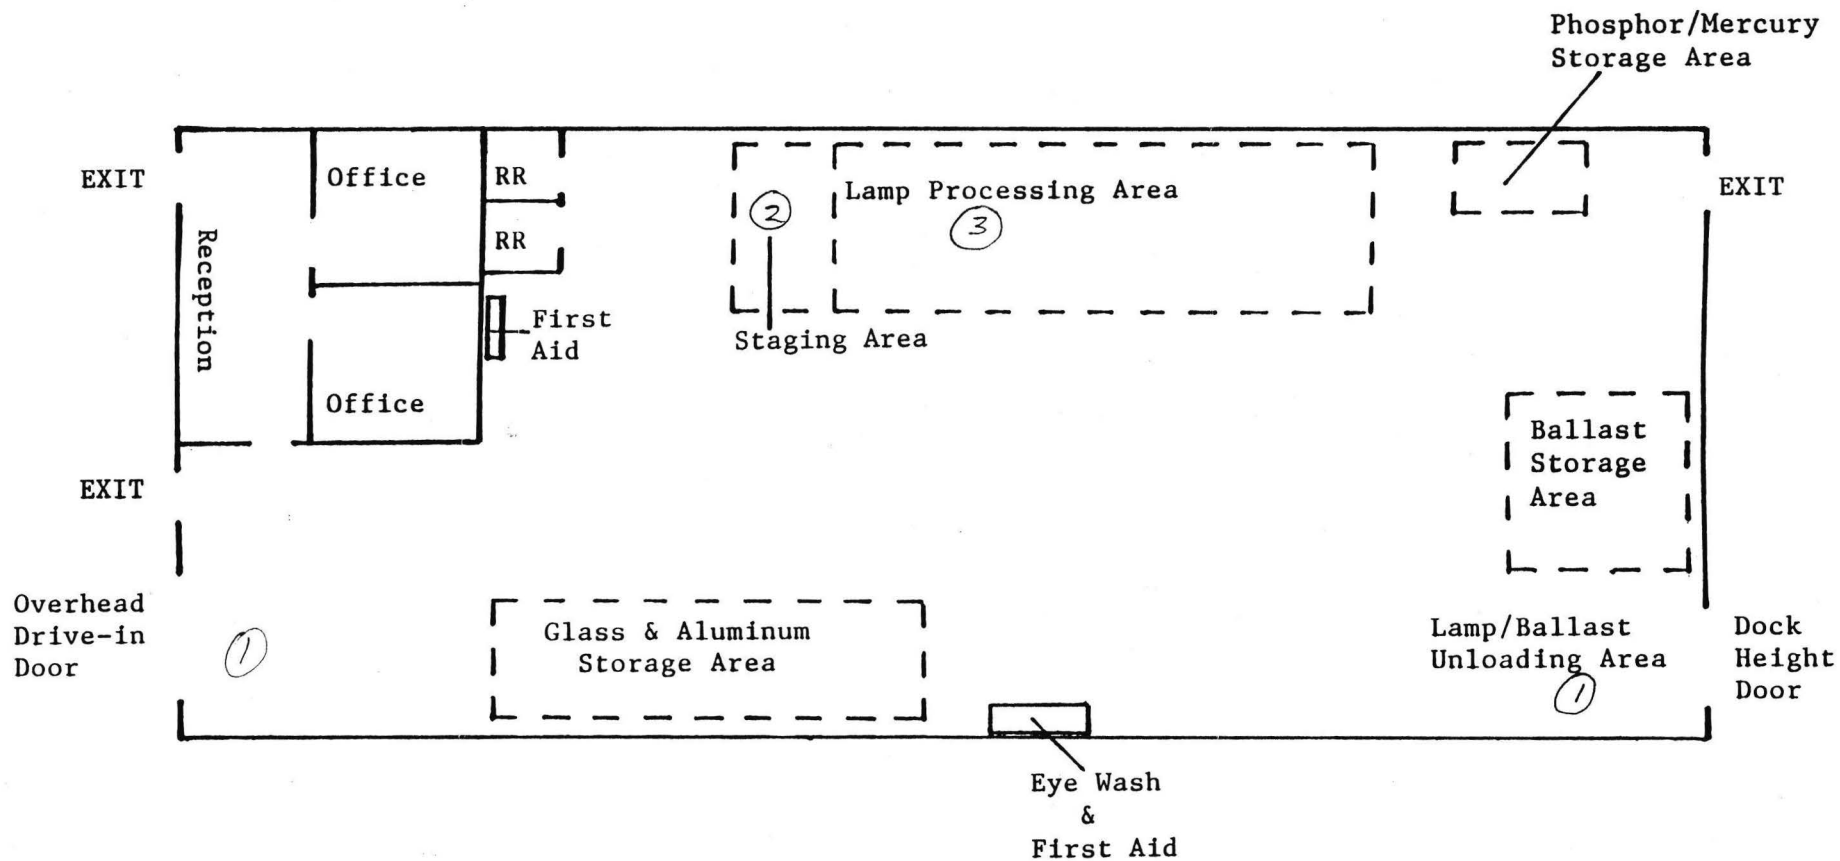 Phosphor/Mercury
Storage Area
EXIT
Office
RR
Lamp Processing Area
EXIT
②
③
Reception
RR
First
Aid
Staging Area
Office
Ballast
Storage
Area
EXIT
Overhead
Drive-in
Door
①
Glass & Aluminum
Storage Area
Lamp/Ballast
Unloading Area
①
Dock
Height
Door
Eye Wash
&
First Aid